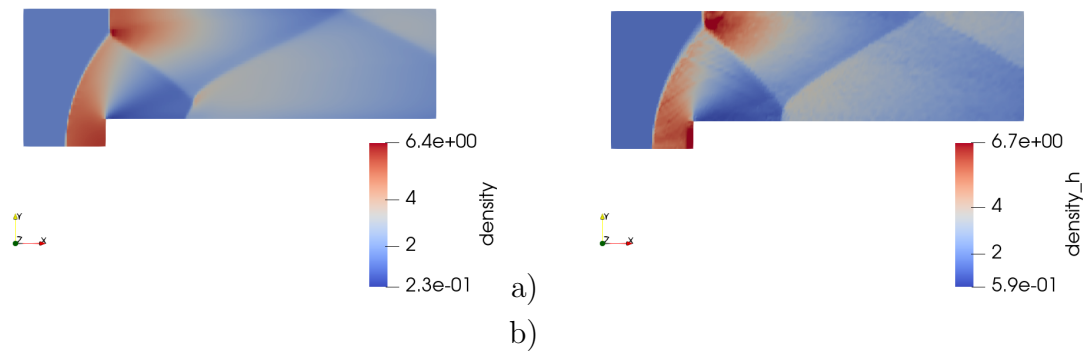 6.4e+00
4
2
2.3e-01
density
Y
Z
X
6.7e+00
4
2
5.9e-01
density_h
Y
Z
X
a)
b)